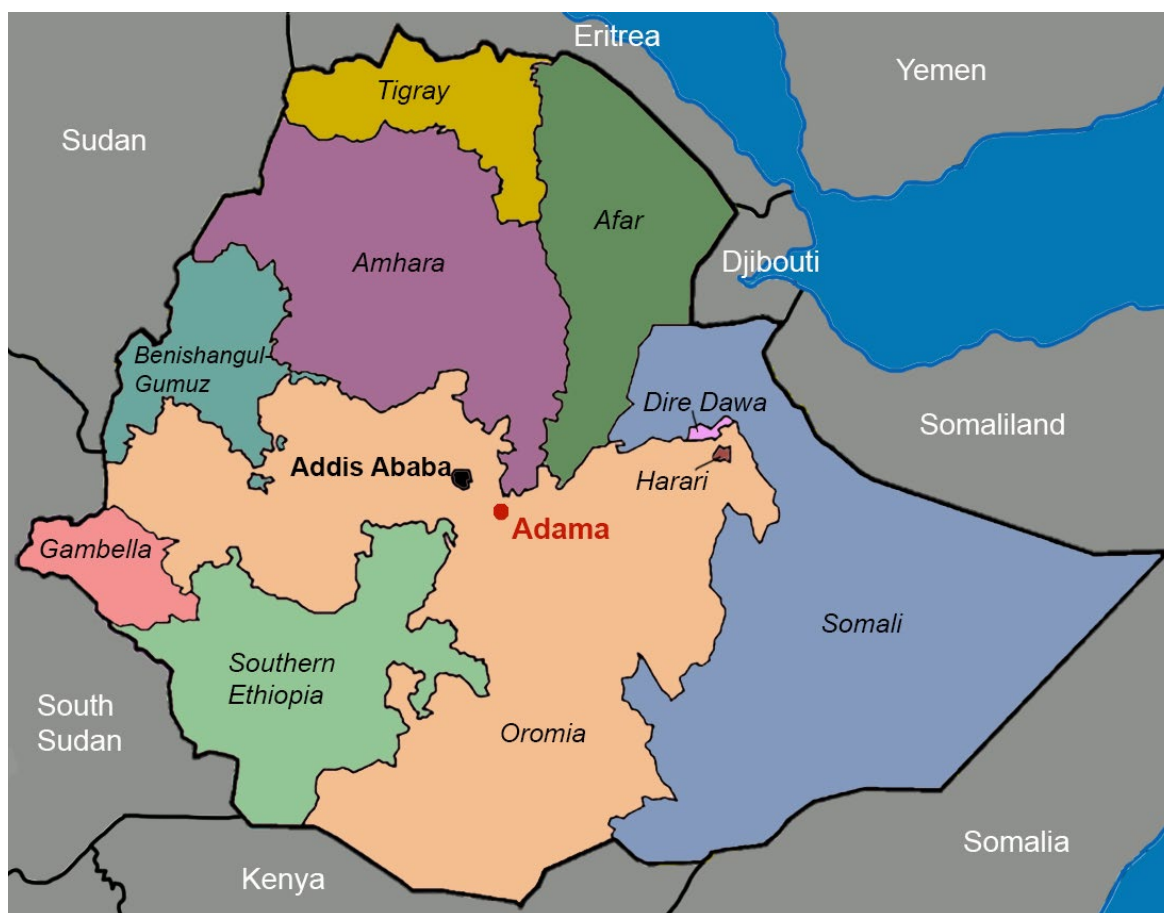 Eritrea
Yemen
Tigray
Sudan
Afar
Amhara
Djibouti
Benishangul-
Gumuz
Dire Dawa
Somaliland
Addis Ababa
Harari
Adama
Gambella
Somali
Southern
Ethiopia
South
Sudan
Oromia
Somalia
Kenya